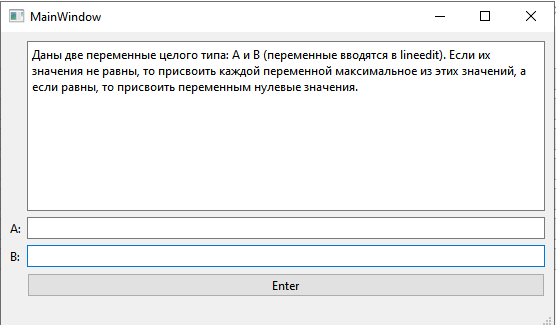 MainWindow
Даны две переменные целого типа: A и B (переменные вводятся в lineedit). Если их
значения не равны, то присвоить каждой переменной максимальное из этих значений, а
если равны, то присвоить переменным нулевые значения.
A:
B:
Enter